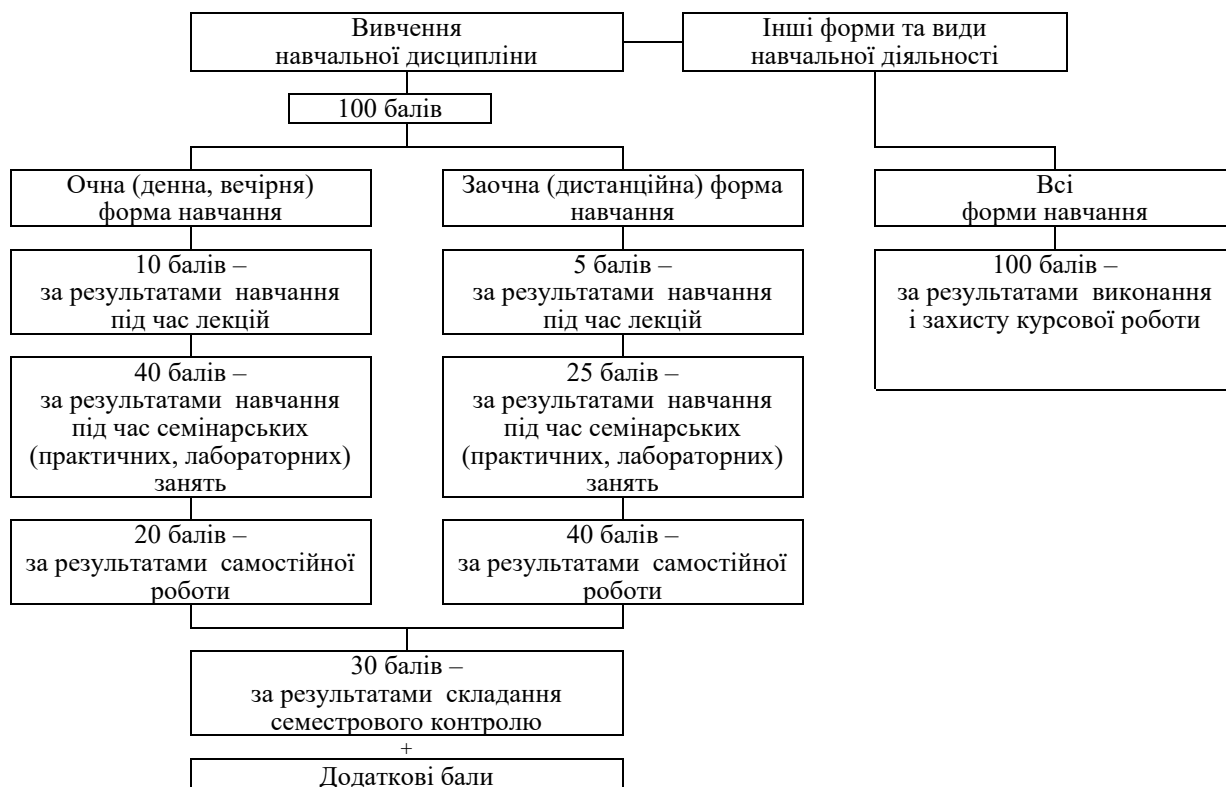 Вивчення
навчальної дисципліни
Інші форми та види
навчальної діяльності
100 балів
Очна (денна, вечірня)
форма навчання
Заочна (дистанційна) форма
навчання
Всі
форми навчання
10 балів –
за результатами навчання
під час лекцій
5 балів –
за результатами навчання
під час лекцій
100 балів –
за результатами виконання
і захисту курсової роботи
40 балів –
за результатами навчання
під час семінарських
(практичних, лабораторних)
занять
25 балів –
за результатами навчання
під час семінарських
(практичних, лабораторних)
занять
20 балів –
за результатами самостійної
роботи
40 балів –
за результатами самостійної
роботи
30 балів –
за результатами складання
семестрового контролю
+
Додаткові бали